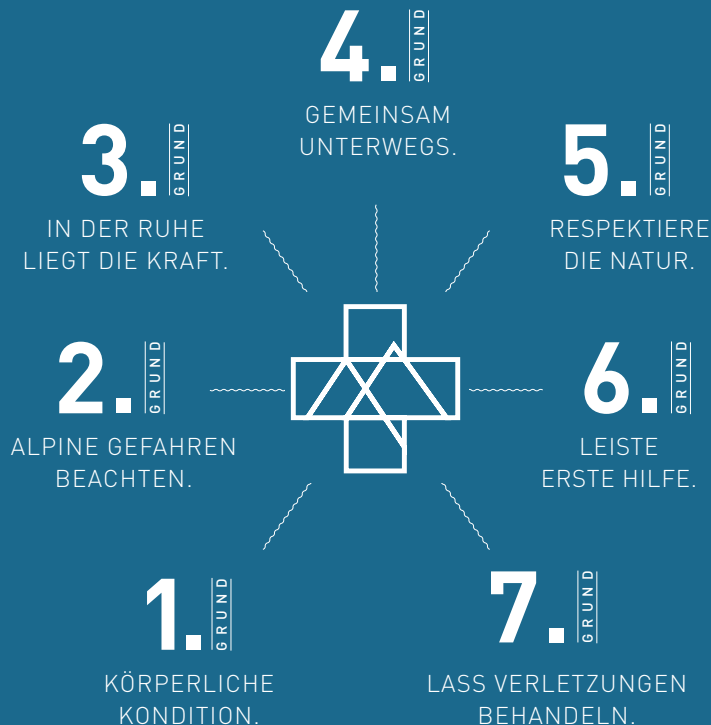 4. GRUND
GEMEINSAM
UNTERWEGS.
3. GRUND
IN DER RUHE
LIEGT DIE KRAFT.
5. GRUND
RESPEKTIERE
DIE NATUR.
2. GRUND
ALPINE GEFAHREN
BEACHTEN.
6. GRUND
LEISTE
ERSTE HILFE.
1. GRUND
KÖRPERLICHE
KONDITION.
7. GRUND
LASS VERLETZUNGEN
BEHANDELN.